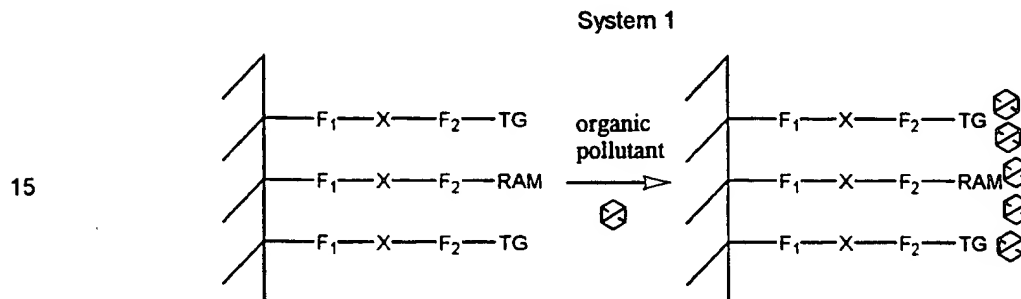 System 1
F₁—X—F₂—TG
organic
pollutant
F₁—X—F₂—TG
15
F₁—X—F₂—RAM
F₁—X—F₂—RAM
F₁—X—F₂—TG
F₁—X—F₂—TG